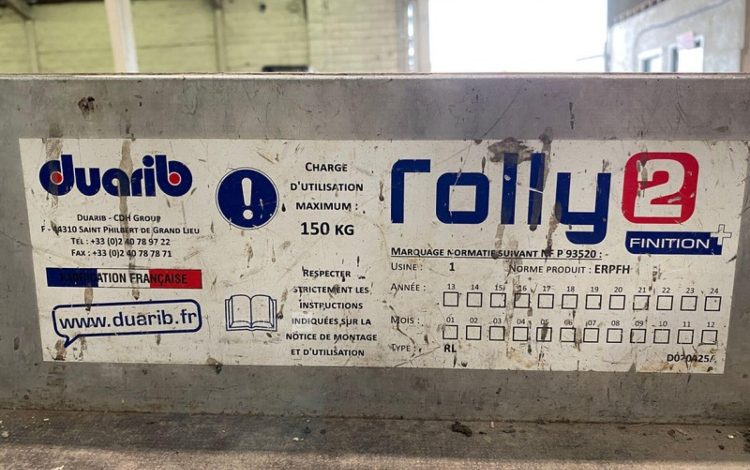 duarib
DUARIB - CDH GROUP
F - 44310 SAINT PHILBERT DE GRAND LIEU
TÉL : +33 (0)2 40 78 97 22
FAX : +33 (0)2 40 78 78 71
FABRICATION FRANÇAISE
www.duarib.fr
CHARGE
D'UTILISATION
MAXIMUM :
150 KG
RESPECTER
STRICTEMENT LES
INSTRUCTIONS
INDIQUÉES SUR LA
NOTICE DE MONTAGE
ET D'UTILISATION
rolly 2
FINITION+
MARQUAGE NORMATIF SUIVANT NF P 93520 :
USINE : 1 NORME PRODUIT : ERPFH
ANNÉE : 13 14 15 16 17 18 19 20 21 22 23 24
MOIS : 01 02 03 04 05 06 07 08 09 10 11 12
TYPE : RL